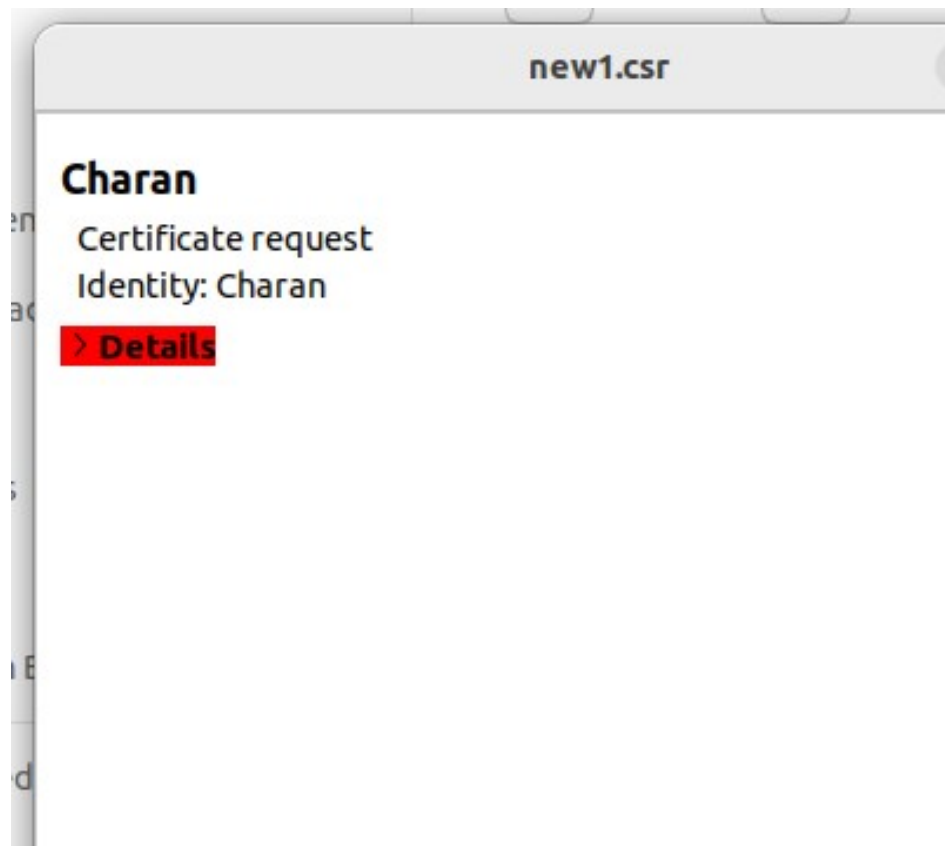 new1.csr
Charan
Certificate request
Identity: Charan
Details